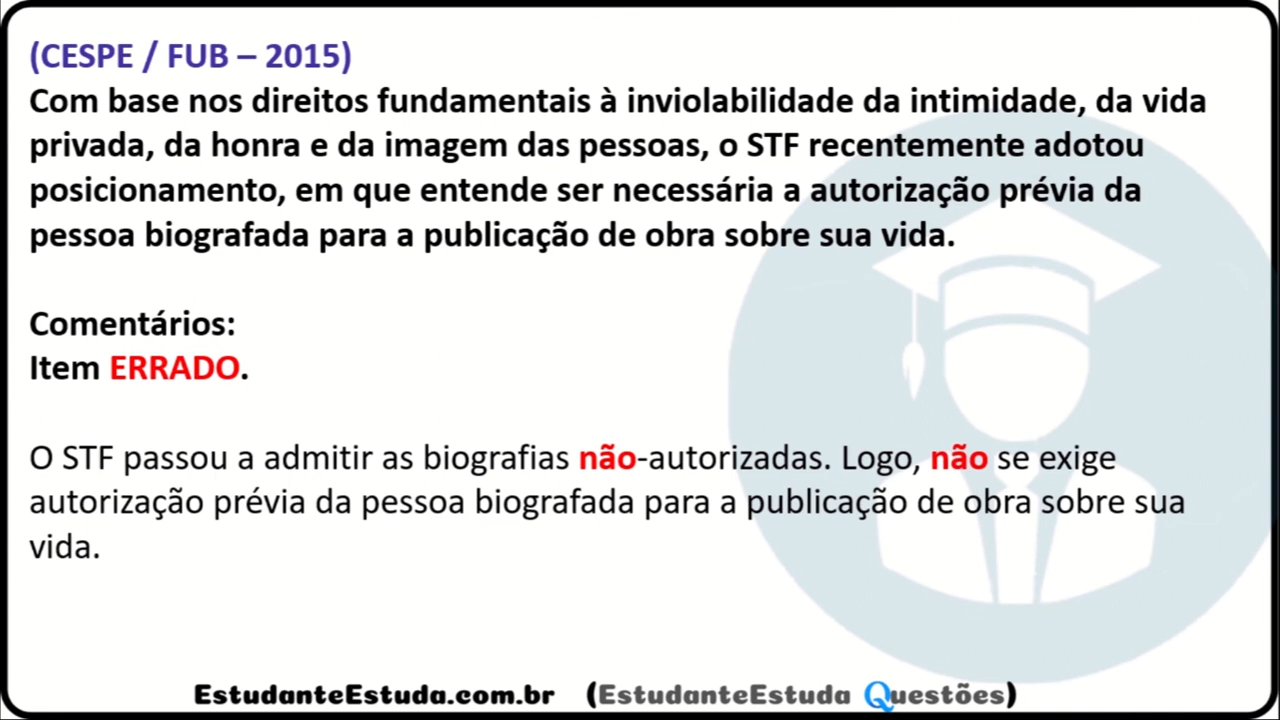 (CESPE / FUB – 2015)
Com base nos direitos fundamentais à inviolabilidade da intimidade, da vida
privada, da honra e da imagem das pessoas, o STF recentemente adotou
posicionamento, em que entende ser necessária a autorização prévia da
pessoa biografada para a publicação de obra sobre sua vida.
Comentários:
Item ERRADO.
O STF passou a admitir as biografias não-autorizadas. Logo, não se exige
autorização prévia da pessoa biografada para a publicação de obra sobre sua
vida.
EstudanteEstuda.com.br (EstudanteEstuda Questões)